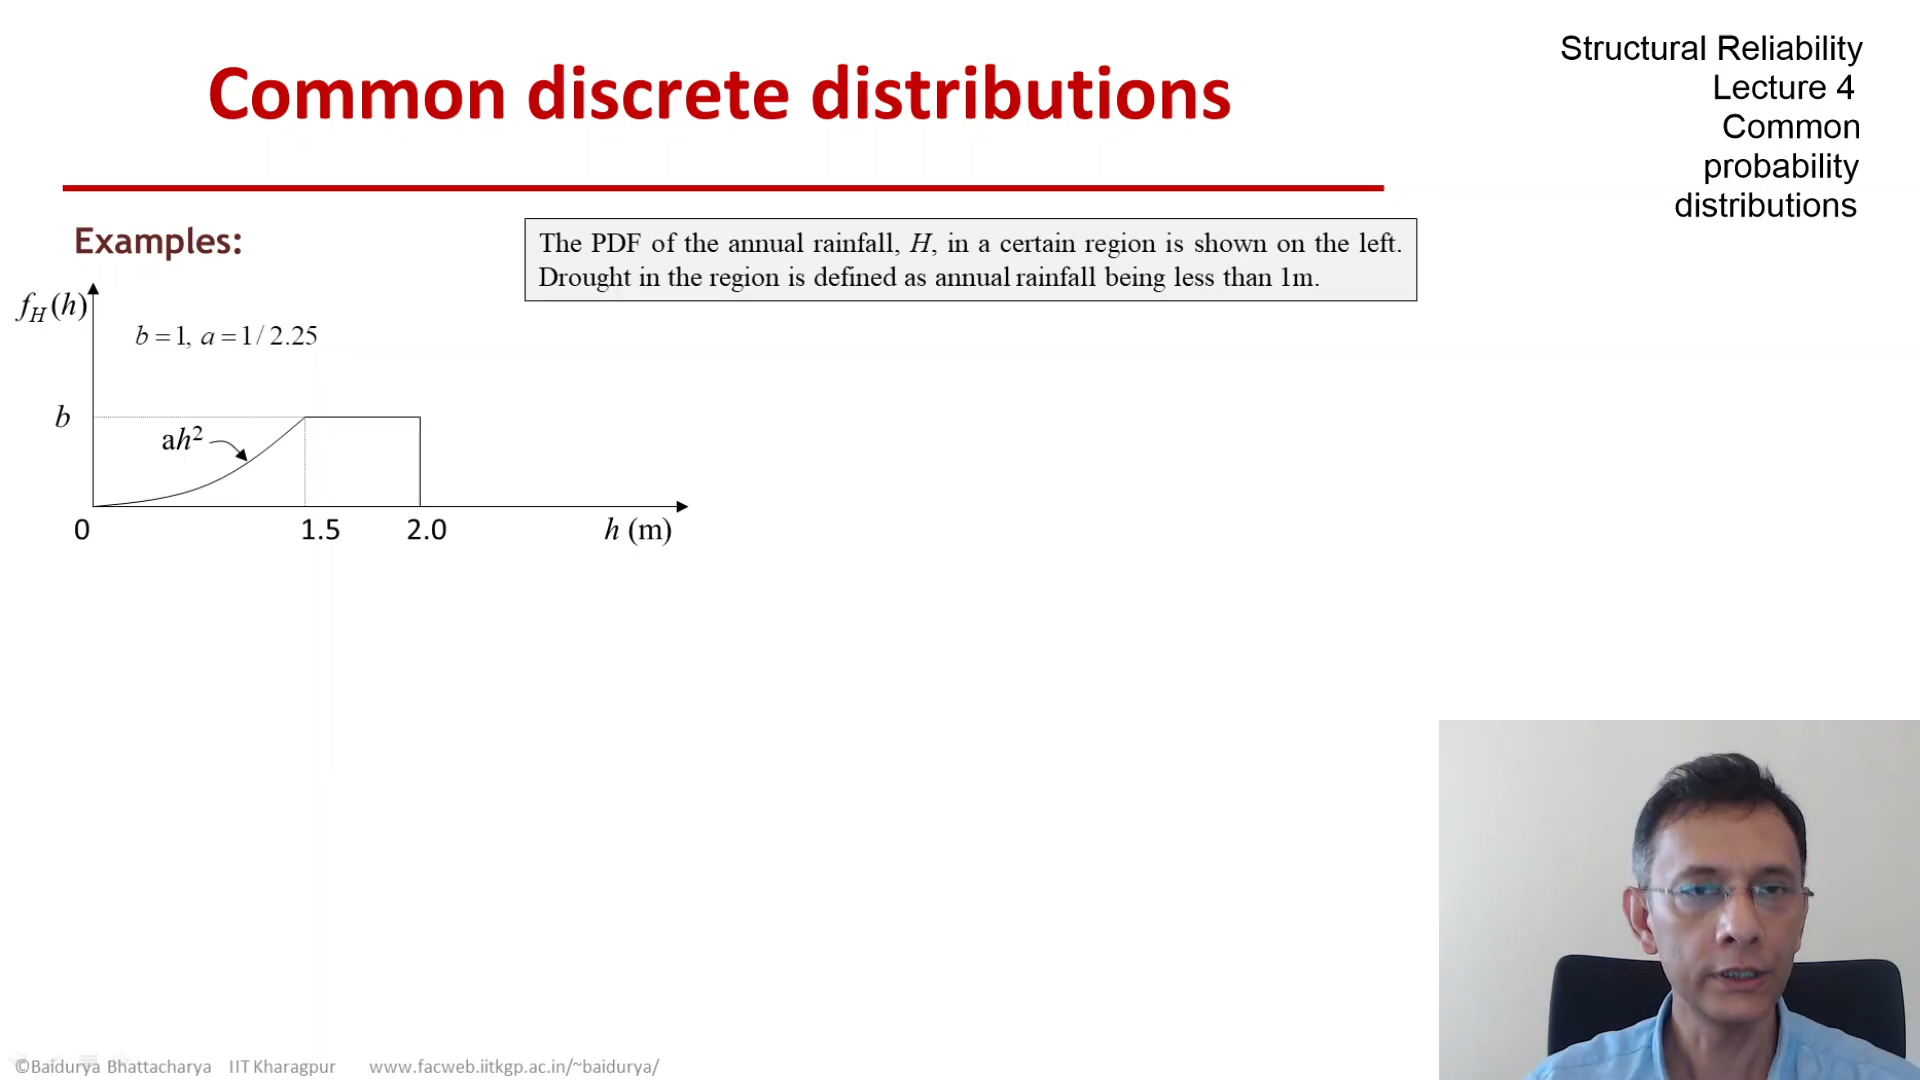 Common discrete distributions
Structural Reliability
Lecture 4
Common
probability
distributions
Examples:
The PDF of the annual rainfall, H, in a certain region is shown on the left.
Drought in the region is defined as annual rainfall being less than 1m.
f_H(h)
b = 1, a = 1/ 2.25
b
ah²
0
1.5
2.0
h (m)
©Baidurya Bhattacharya IIT Kharagpur www.facweb.iitkgp.ac.in/~baidurya/